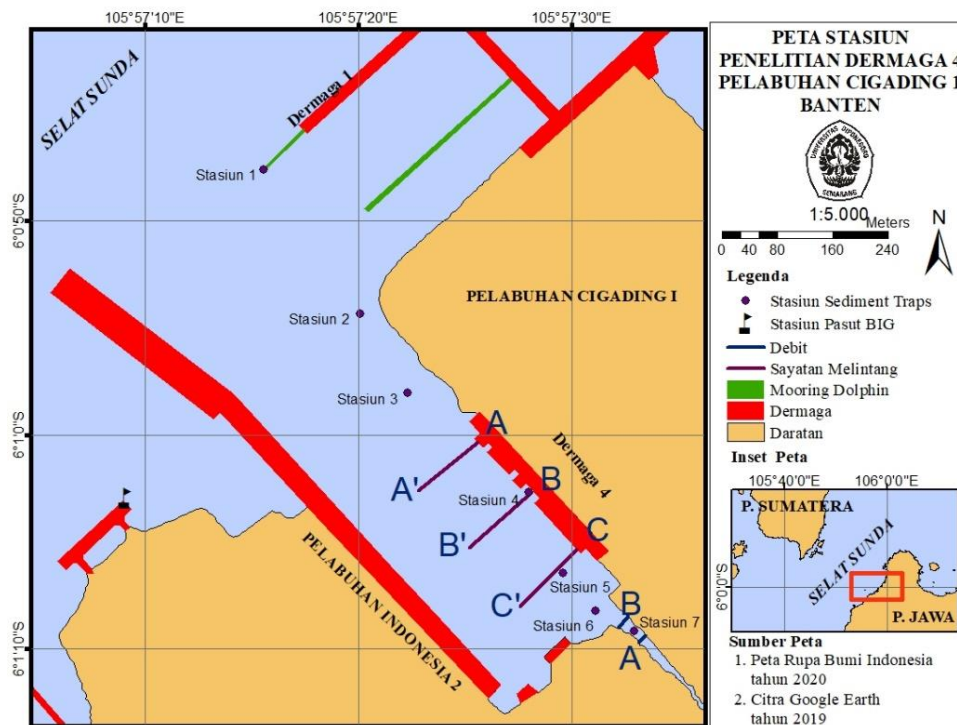 105°57'10"E 105°57'20"E 105°57'30"E
6°0'50"S
6°1'0"S
6°1'10"S
SELAT SUNDA
Dermaga 1
Stasiun 1
PELABUHAN CIGADING I
Stasiun 2
Stasiun 3
A
A'
Dermaga 4
B
Stasiun 4
B'
C
C'
Stasiun 5
Stasiun 6
B
Stasiun 7
A
PELABUHAN INDONESIA 2
PETA STASIUN
PENELITIAN DERMAGA 4
PELABUHAN CIGADING 1
BANTEN
UNIVERSITAS DIPONEGORO
SEMARANG
1:5.000
Meters
N
0 40 80 160 240
Legenda
Stasiun Sediment Traps
Stasiun Pasut BIG
Debit
Sayatan Melintang
Mooring Dolphin
Dermaga
Daratan
Inset Peta
105°40'0"E 106°0'0"E
6°0'0"S
P. SUMATERA
SELAT SUNDA
P. JAWA
Sumber Peta
1. Peta Rupa Bumi Indonesia
tahun 2020
2. Citra Google Earth
tahun 2019